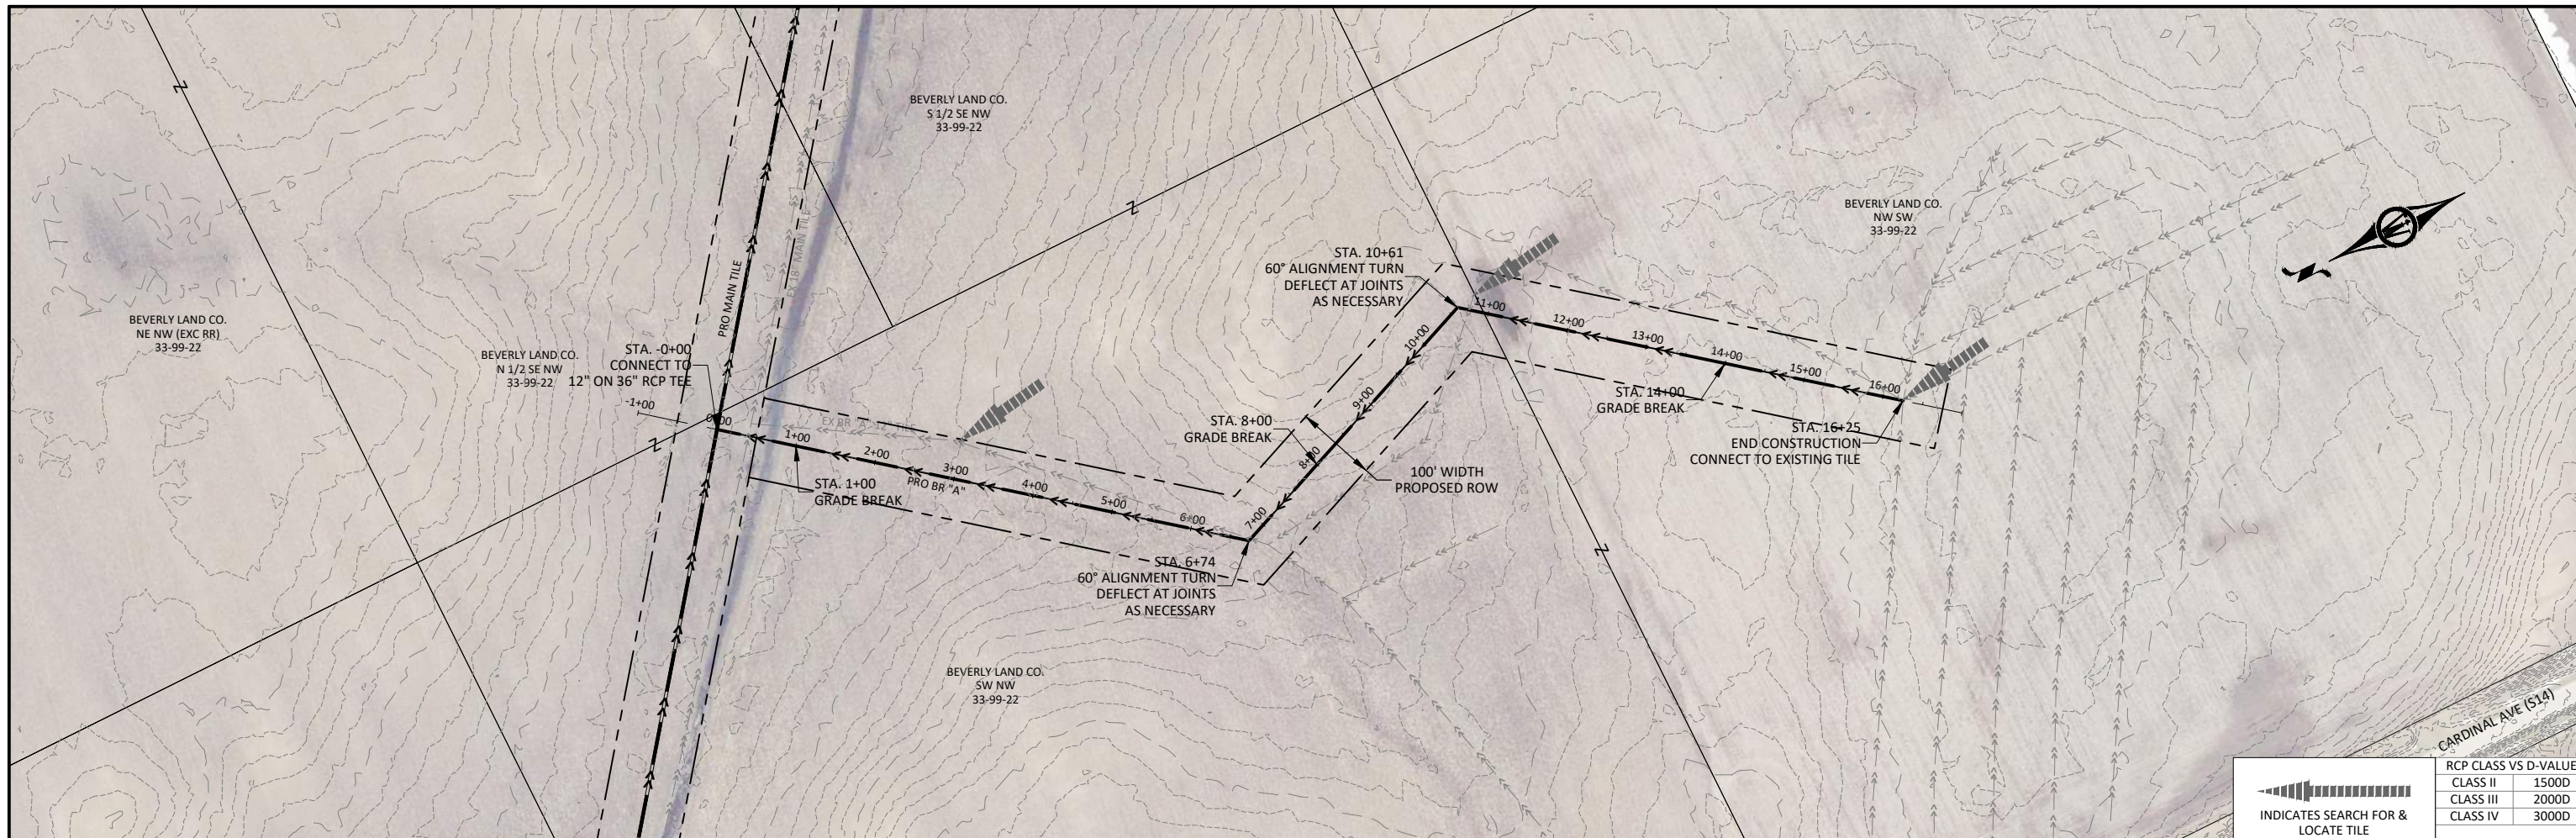 BEVERLY LAND CO.
S 1/2 SE NW
33-99-22
BEVERLY LAND CO.
NE NW (EXC RR)
33-99-22
BEVERLY LAND CO.
N 1/2 SE NW
33-99-22
PRO MAIN TILE
EX 18" MAIN TILE
STA. -0+00
CONNECT TO
12" ON 36" RCP TEE
-1+00
0+00
1+00
2+00
3+00
4+00
5+00
6+00
7+00
8+00
9+00
10+00
11+00
12+00
13+00
14+00
15+00
16+00
EX BR "A"
TILE
PRO BR "A"
STA. 1+00
GRADE BREAK
STA. 6+74
60° ALIGNMENT TURN
DEFLECT AT JOINTS
AS NECESSARY
STA. 8+00
GRADE BREAK
100' WIDTH
PROPOSED ROW
STA. 10+61
60° ALIGNMENT TURN
DEFLECT AT JOINTS
AS NECESSARY
STA. 14+00
GRADE BREAK
STA. 16+25
END CONSTRUCTION
CONNECT TO EXISTING TILE
BEVERLY LAND CO.
NW SW
33-99-22
BEVERLY LAND CO.
SW NW
33-99-22
CARDINAL AVE (S14)
INDICATES SEARCH FOR &
LOCATE TILE
RCP CLASS VS D-VALUE
CLASS II 1500D
CLASS III 2000D
CLASS IV 3000D